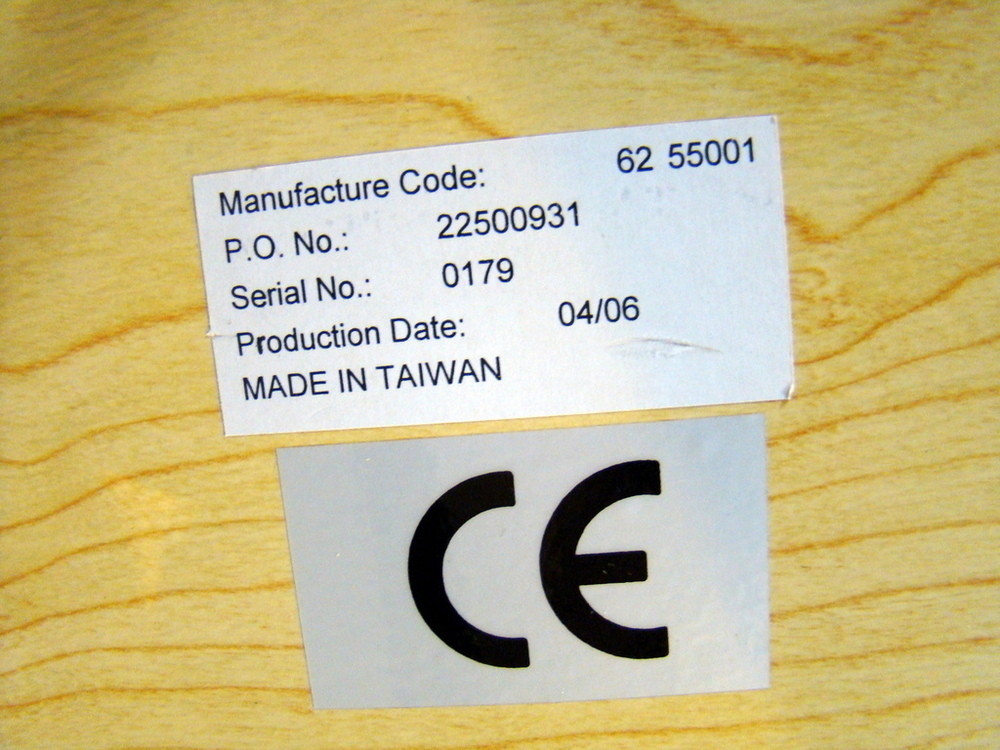 Manufacture Code: 62 55001
P.O. No.: 22500931
Serial No.: 0179
Production Date: 04/06
MADE IN TAIWAN
CE